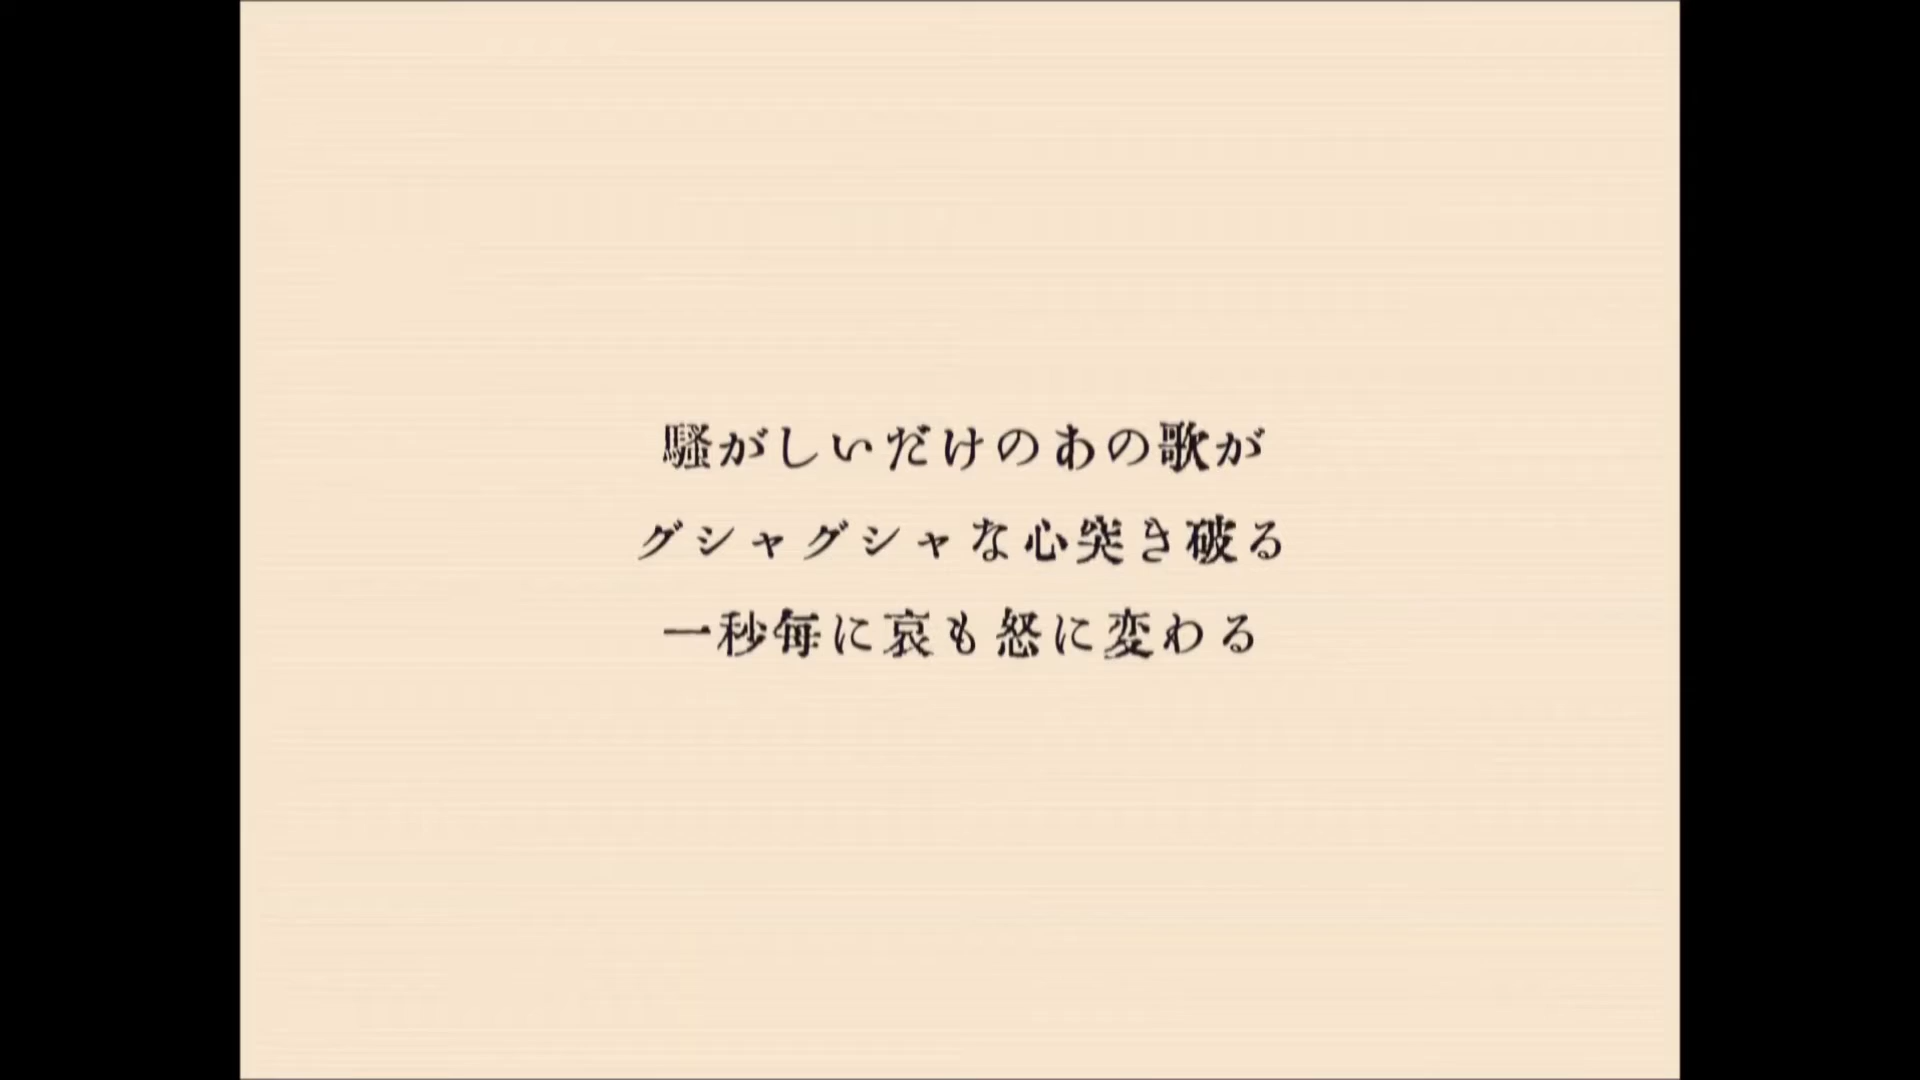 騒がしいだけのあの歌が
グシャグシャな心突き破る
一秒毎に哀も怒に変わる